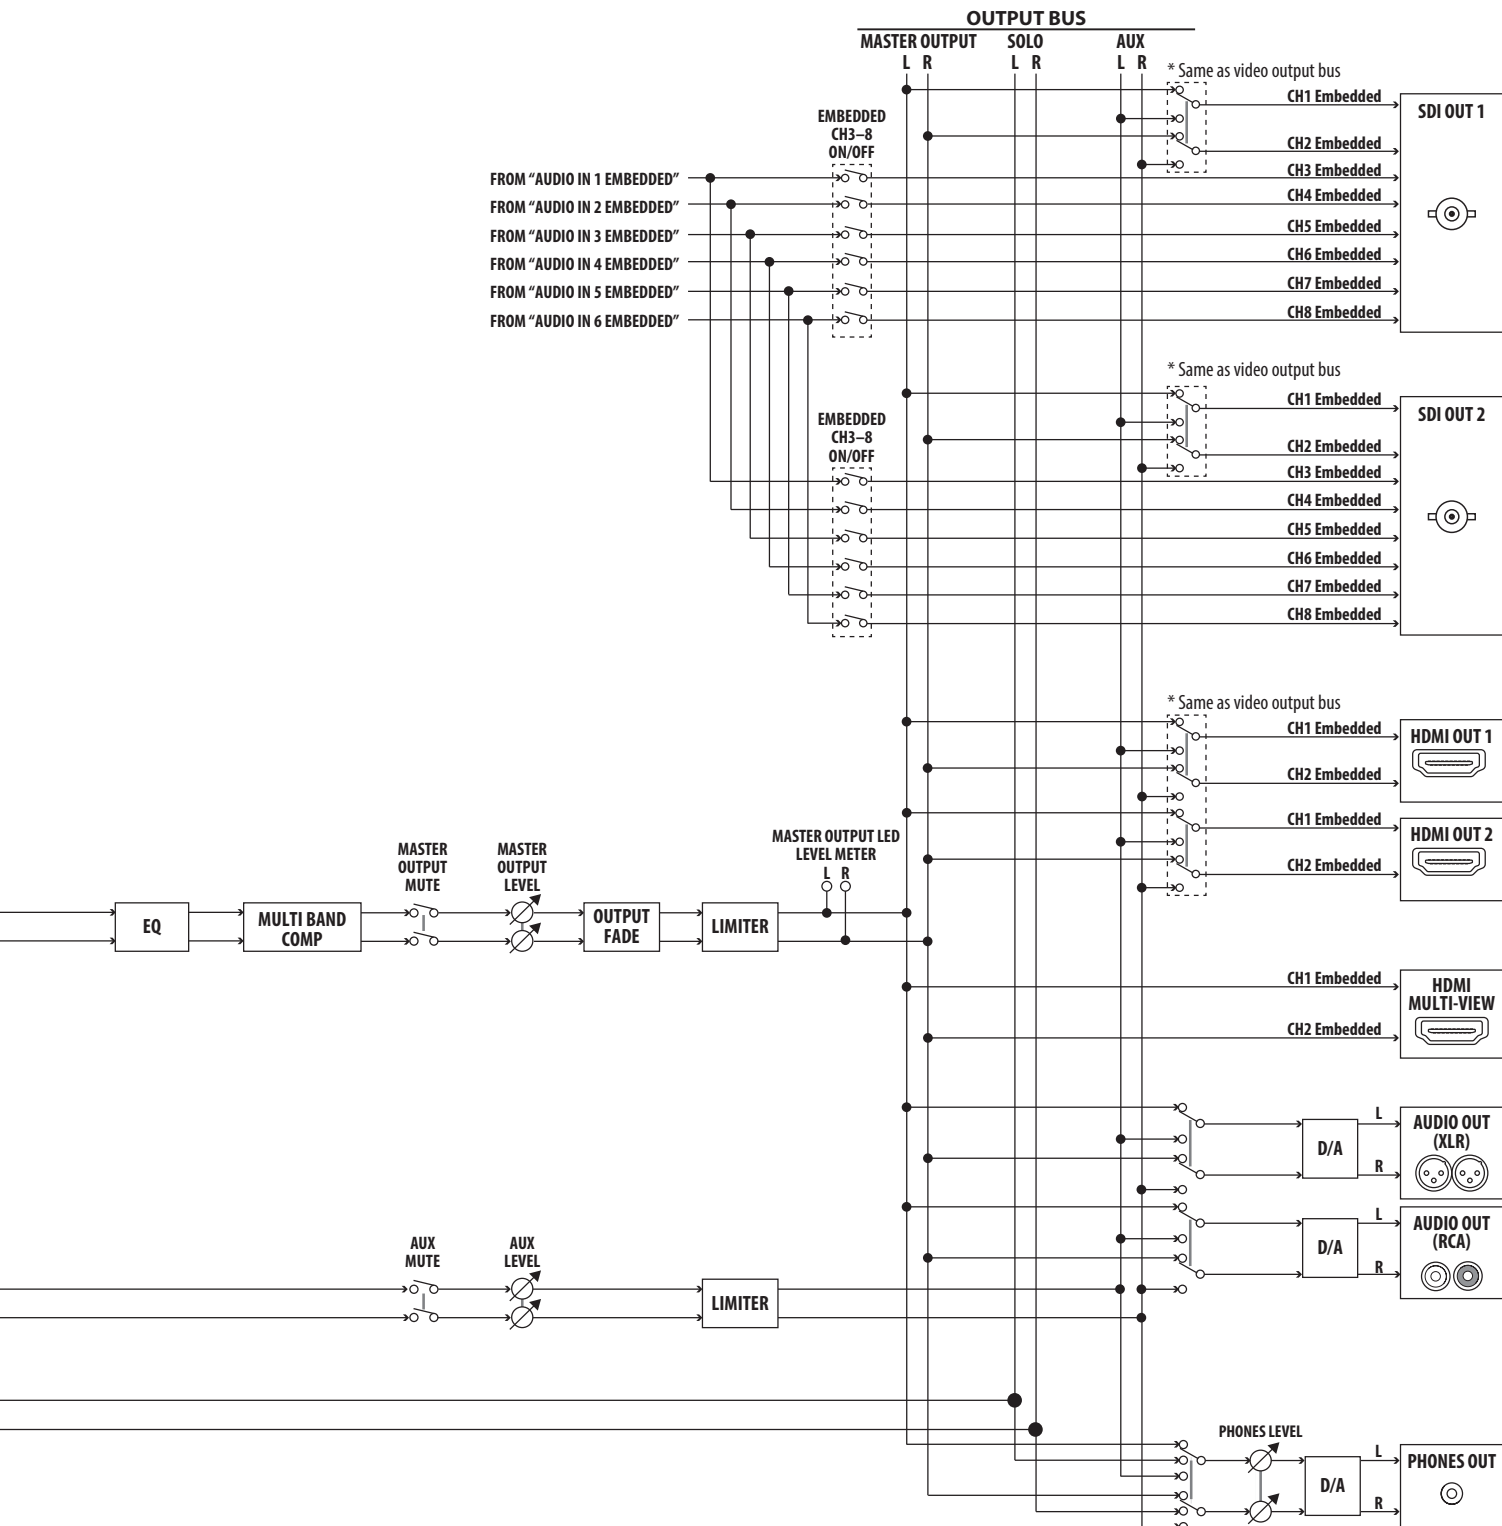 OUTPUT BUS
MASTER OUTPUT SOLO AUX
L R L R L R
* Same as video output bus
CH1 Embedded
SDI OUT 1
EMBEDDED
CH3–8
ON/OFF
CH2 Embedded
CH3 Embedded
FROM “AUDIO IN 1 EMBEDDED”
CH4 Embedded
FROM “AUDIO IN 2 EMBEDDED”
CH5 Embedded
FROM “AUDIO IN 3 EMBEDDED”
CH6 Embedded
FROM “AUDIO IN 4 EMBEDDED”
CH7 Embedded
FROM “AUDIO IN 5 EMBEDDED”
CH8 Embedded
FROM “AUDIO IN 6 EMBEDDED”
* Same as video output bus
CH1 Embedded
SDI OUT 2
EMBEDDED
CH3–8
ON/OFF
CH2 Embedded
CH3 Embedded
CH4 Embedded
CH5 Embedded
CH6 Embedded
CH7 Embedded
CH8 Embedded
* Same as video output bus
CH1 Embedded
HDMI OUT 1
CH2 Embedded
CH1 Embedded
HDMI OUT 2
CH2 Embedded
MASTER OUTPUT LED
LEVEL METER
L R
MASTER
OUTPUT
MUTE
MASTER
OUTPUT
LEVEL
EQ
MULTI BAND
COMP
OUTPUT
FADE
LIMITER
CH1 Embedded
HDMI
MULTI-VIEW
CH2 Embedded
L
AUDIO OUT
(XLR)
D/A
R
L
AUDIO OUT
(RCA)
D/A
R
AUX
MUTE
AUX
LEVEL
LIMITER
PHONES LEVEL
L
PHONES OUT
D/A
R